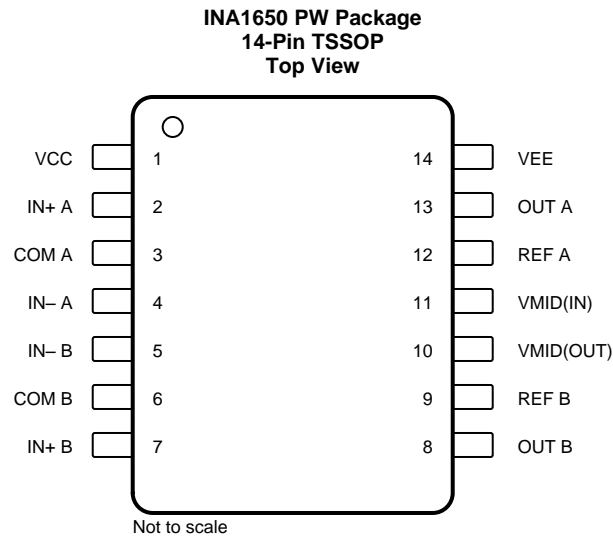 INA1650 PW Package
14-Pin TSSOP
Top View
VCC 1 14 VEE
IN+ A 2 13 OUT A
COM A 3 12 REF A
IN– A 4 11 VMID(IN)
IN– B 5 10 VMID(OUT)
COM B 6 9 REF B
IN+ B 7 8 OUT B
Not to scale